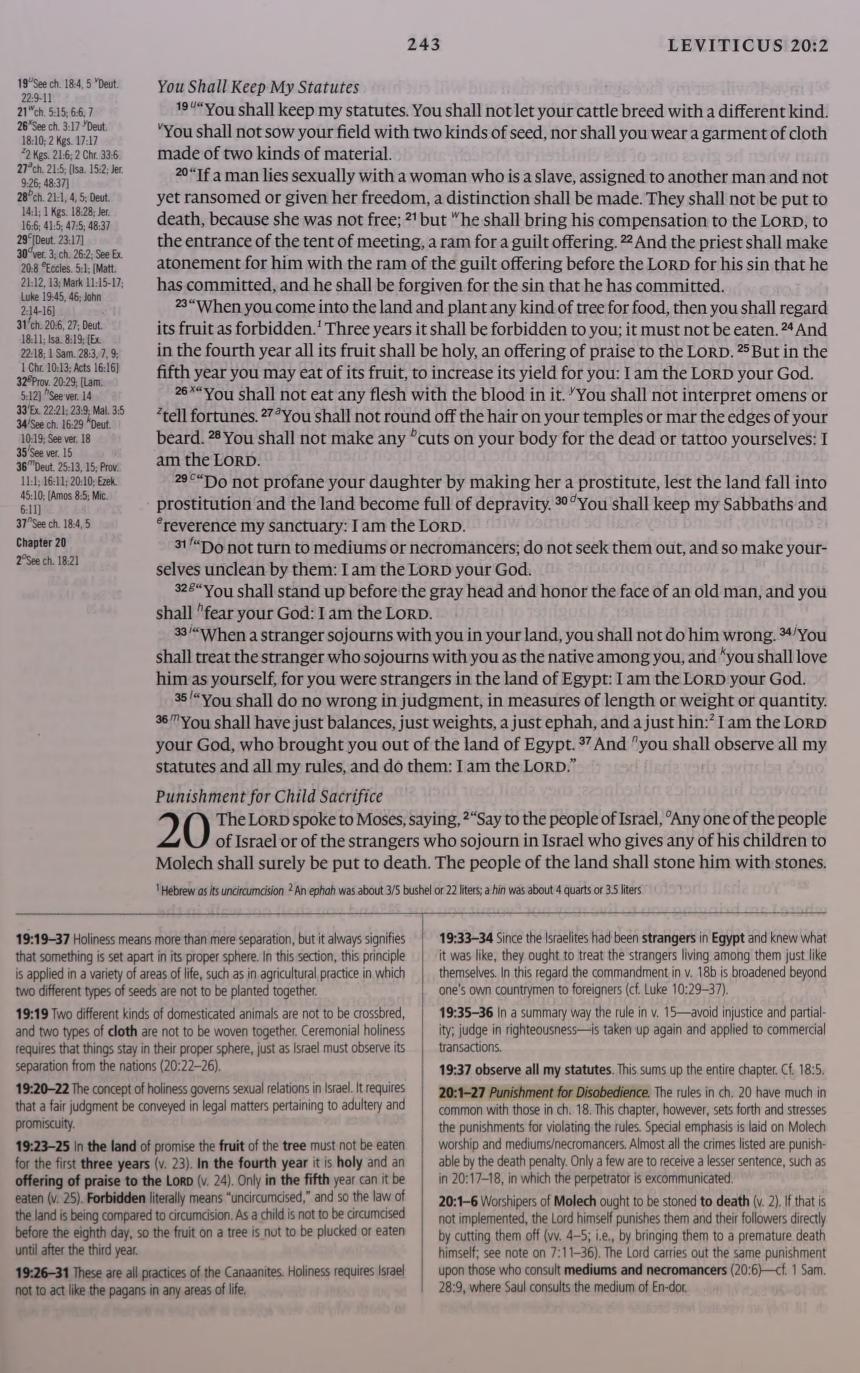 243
LEVITICUS 20:2
19ᵘSee ch. 18:4, 5 ᵛDeut.
22:9-11
21ʷch. 5:15; 6:6, 7
26ˣSee ch. 3:17 ʸDeut.
18:10; 2 Kgs. 17:17
ᶻ2 Kgs. 21:6; 2 Chr. 33:6
27ᵃch. 21:5; [Isa. 15:2; Jer.
9:26; 48:37]
28ᵇch. 21:1, 4, 5; Deut.
14:1; 1 Kgs. 18:28; Jer.
16:6; 41:5; 47:5; 48:37
29ᶜ[Deut. 23:17]
30ᵈver. 3; ch. 26:2; See Ex.
20:8 ᵉEccles. 5:1; [Matt.
21:12, 13; Mark 11:15-17;
Luke 19:45, 46; John
2:14-16]
31ᶠch. 20:6, 27; Deut.
18:11; Isa. 8:19; [Ex.
22:18; 1 Sam. 28:3, 7, 9;
1 Chr. 10:13; Acts 16:16]
32ᵍProv. 20:29; [Lam.
5:12] ʰSee ver. 14
33ⁱEx. 22:21; 23:9; Mal. 3:5
34ʲSee ch. 16:29 ᵏDeut.
10:19; See ver. 18
35ˡSee ver. 15
36ᵐDeut. 25:13, 15; Prov.
11:1; 16:11; 20:10; Ezek.
45:10; [Amos 8:5; Mic.
6:11]
37ⁿSee ch. 18:4, 5
Chapter 20
2ᵒSee ch. 18:21
You Shall Keep My Statutes
19 ᵘ“You shall keep my statutes. You shall not let your cattle breed with a different kind.
ᵛYou shall not sow your field with two kinds of seed, nor shall you wear a garment of cloth
made of two kinds of material.
20 “If a man lies sexually with a woman who is a slave, assigned to another man and not
yet ransomed or given her freedom, a distinction shall be made. They shall not be put to
death, because she was not free; 21 but ʷhe shall bring his compensation to the LORD, to
the entrance of the tent of meeting, a ram for a guilt offering. 22 And the priest shall make
atonement for him with the ram of the guilt offering before the LORD for his sin that he
has committed, and he shall be forgiven for the sin that he has committed.
23 “When you come into the land and plant any kind of tree for food, then you shall regard
its fruit as forbidden.¹ Three years it shall be forbidden to you; it must not be eaten. 24 And
in the fourth year all its fruit shall be holy, an offering of praise to the LORD. 25 But in the
fifth year you may eat of its fruit, to increase its yield for you: I am the LORD your God.
26 ˣ“You shall not eat any flesh with the blood in it. ʸYou shall not interpret omens or
ᶻtell fortunes. 27 ᵃYou shall not round off the hair on your temples or mar the edges of your
beard. 28 You shall not make any ᵇcuts on your body for the dead or tattoo yourselves: I
am the LORD.
29 ᶜ“Do not profane your daughter by making her a prostitute, lest the land fall into
prostitution and the land become full of depravity. 30 ᵈYou shall keep my Sabbaths and
ᵉreverence my sanctuary: I am the LORD.
31 ᶠ“Do not turn to mediums or necromancers; do not seek them out, and so make your-
selves unclean by them: I am the LORD your God.
32 ᵍ“You shall stand up before the gray head and honor the face of an old man, and you
shall ʰfear your God: I am the LORD.
33 ⁱ“When a stranger sojourns with you in your land, you shall not do him wrong. 34 ʲYou
shall treat the stranger who sojourns with you as the native among you, and ᵏyou shall love
him as yourself, for you were strangers in the land of Egypt: I am the LORD your God.
35 ˡ“You shall do no wrong in judgment, in measures of length or weight or quantity.
36 ᵐYou shall have just balances, just weights, a just ephah, and a just hin:² I am the LORD
your God, who brought you out of the land of Egypt. 37 And ⁿyou shall observe all my
statutes and all my rules, and do them: I am the LORD.”
Punishment for Child Sacrifice
20 The LORD spoke to Moses, saying, 2 “Say to the people of Israel, ᵒAny one of the people
of Israel or of the strangers who sojourn in Israel who gives any of his children to
Molech shall surely be put to death. The people of the land shall stone him with stones.
¹ Hebrew as its uncircumcision ² An ephah was about 3/5 bushel or 22 liters; a hin was about 4 quarts or 3.5 liters
19:19–37 Holiness means more than mere separation, but it always signifies
that something is set apart in its proper sphere. In this section, this principle
is applied in a variety of areas of life, such as in agricultural practice in which
two different types of seeds are not to be planted together.
19:19 Two different kinds of domesticated animals are not to be crossbred,
and two types of cloth are not to be woven together. Ceremonial holiness
requires that things stay in their proper sphere, just as Israel must observe its
separation from the nations (20:22–26).
19:20–22 The concept of holiness governs sexual relations in Israel. It requires
that a fair judgment be conveyed in legal matters pertaining to adultery and
promiscuity.
19:23–25 In the land of promise the fruit of the tree must not be eaten
for the first three years (v. 23). In the fourth year it is holy and an
offering of praise to the LORD (v. 24). Only in the fifth year can it be
eaten (v. 25). Forbidden literally means “uncircumcised,” and so the law of
the land is being compared to circumcision. As a child is not to be circumcised
before the eighth day, so the fruit on a tree is not to be plucked or eaten
until after the third year.
19:26–31 These are all practices of the Canaanites. Holiness requires Israel
not to act like the pagans in any areas of life.
19:33–34 Since the Israelites had been strangers in Egypt and knew what
it was like, they ought to treat the strangers living among them just like
themselves. In this regard the commandment in v. 18b is broadened beyond
one's own countrymen to foreigners (cf. Luke 10:29–37).
19:35–36 In a summary way the rule in v. 15—avoid injustice and partial-
ity; judge in righteousness—is taken up again and applied to commercial
transactions.
19:37 observe all my statutes. This sums up the entire chapter. Cf. 18:5.
20:1–27 Punishment for Disobedience. The rules in ch. 20 have much in
common with those in ch. 18. This chapter, however, sets forth and stresses
the punishments for violating the rules. Special emphasis is laid on Molech
worship and mediums/necromancers. Almost all the crimes listed are punish-
able by the death penalty. Only a few are to receive a lesser sentence, such as
in 20:17–18, in which the perpetrator is excommunicated.
20:1–6 Worshipers of Molech ought to be stoned to death (v. 2). If that is
not implemented, the Lord himself punishes them and their followers directly
by cutting them off (vv. 4–5; i.e., by bringing them to a premature death
himself; see note on 7:11–36). The Lord carries out the same punishment
upon those who consult mediums and necromancers (20:6)—cf. 1 Sam.
28:9, where Saul consults the medium of En-dor.